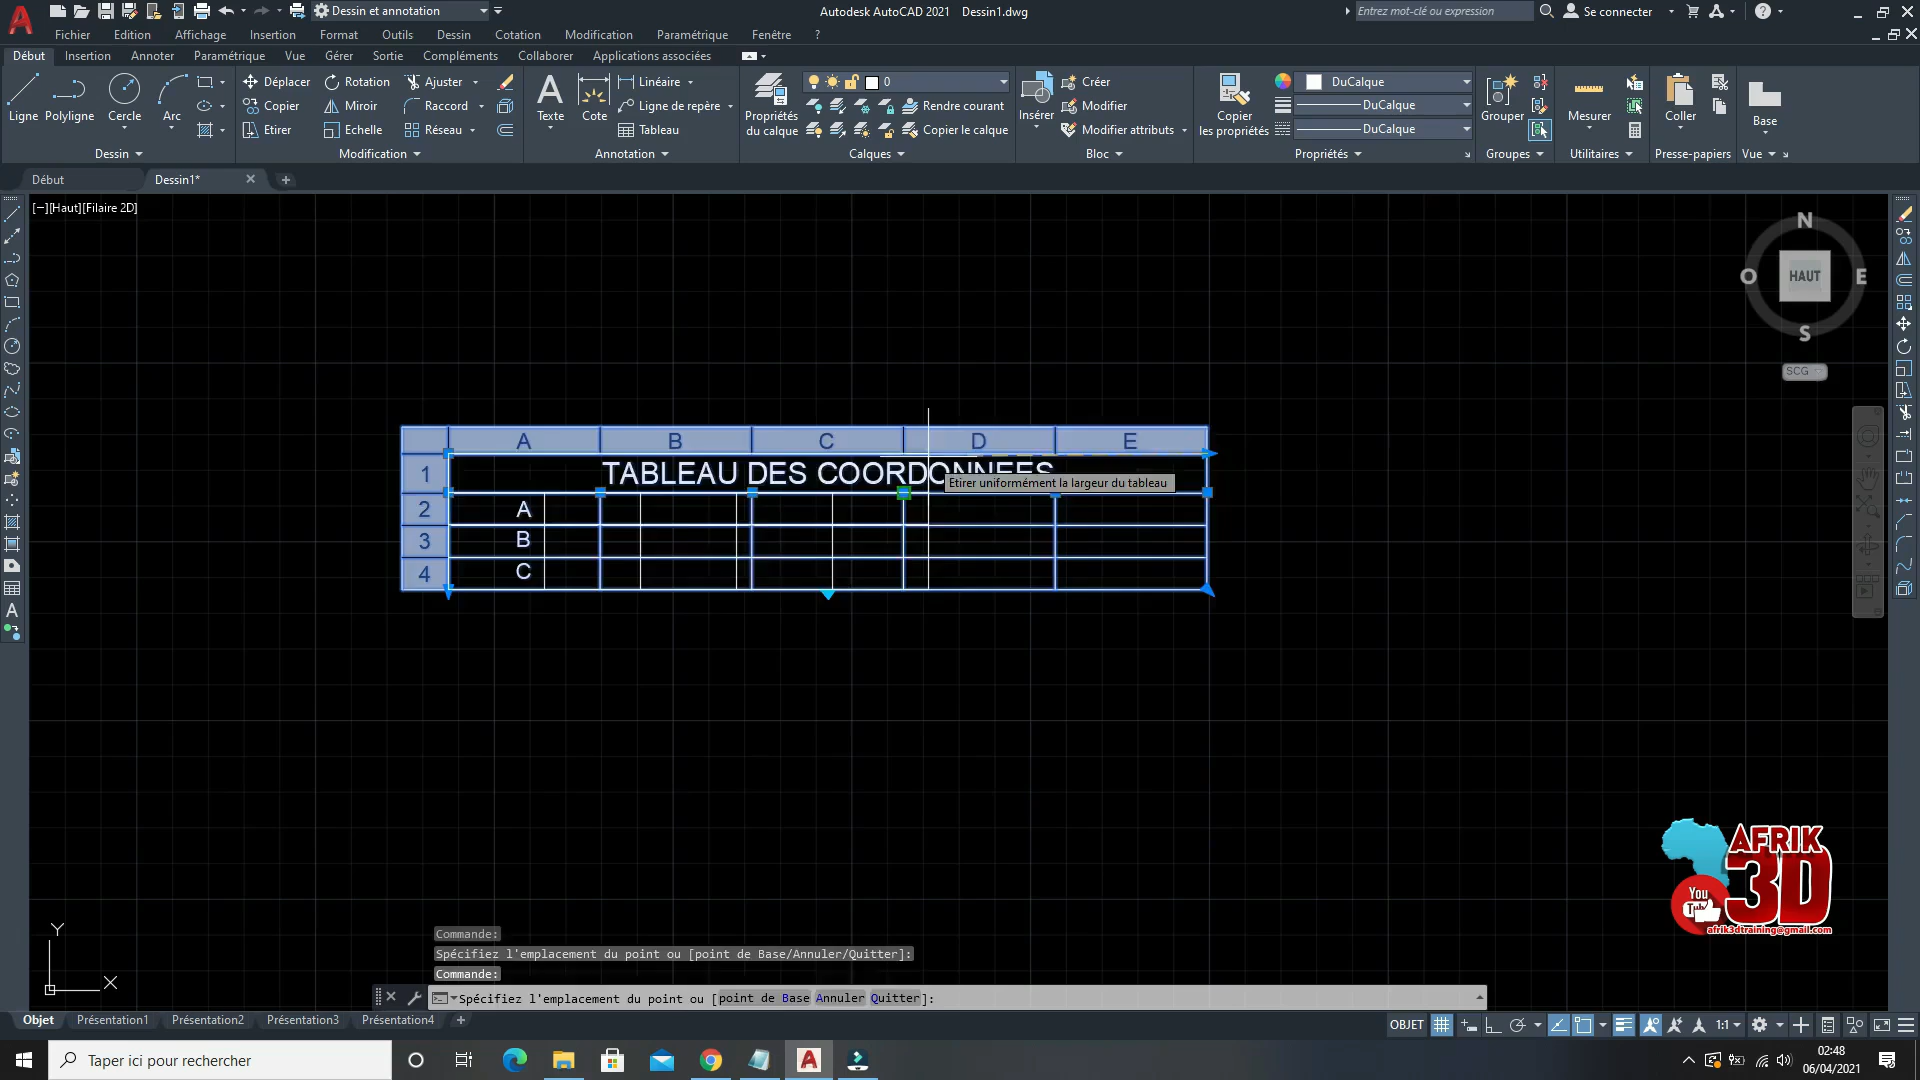 Dessin et annotation
Autodesk AutoCAD 2021 Dessin1.dwg
Entrez mot-clé ou expression
Se connecter
?
Fichier Edition Affichage Insertion Format Outils Dessin Cotation Modification Paramétrique Fenêtre ?
Début Insertion Annoter Paramétrique Vue Gérer Sortie Compléments Collaborer Applications associées
Ligne Polyligne Cercle Arc
Déplacer Rotation Ajuster
Copier Miroir Raccord
Etirer Echelle Réseau
A
Texte Cote
Linéaire
Ligne de repère
Tableau
Propriétés
du calque
0
Rendre courant
Copier le calque
Insérer
Créer
Modifier
Modifier attributs
Copier
les propriétés
DuCalque
DuCalque
DuCalque
Grouper
Mesurer
Coller
Base
Dessin Modification Annotation Calques Bloc Propriétés Groupes Utilitaires Presse-papiers Vue
Début Dessin1*
[−][Haut][Filaire 2D]
N
O HAUT E
S
SCG
A B C D E
1 TABLEAU DES COORDONNEES
Etirer uniformément la largeur du tableau
2 A
3 B
4 C
A
AFRIK
3D
You
Tube
afrik3dtraining@gmail.com
Y
X
Commande:
Spécifiez l'emplacement du point ou [point de Base/Annuler/Quitter]:
Commande:
Spécifiez l'emplacement du point ou [point de Base Annuler Quitter]:
Objet Présentation1 Présentation2 Présentation3 Présentation4 +
OBJET 1:1
Taper ici pour rechercher
02:48
06/04/2021